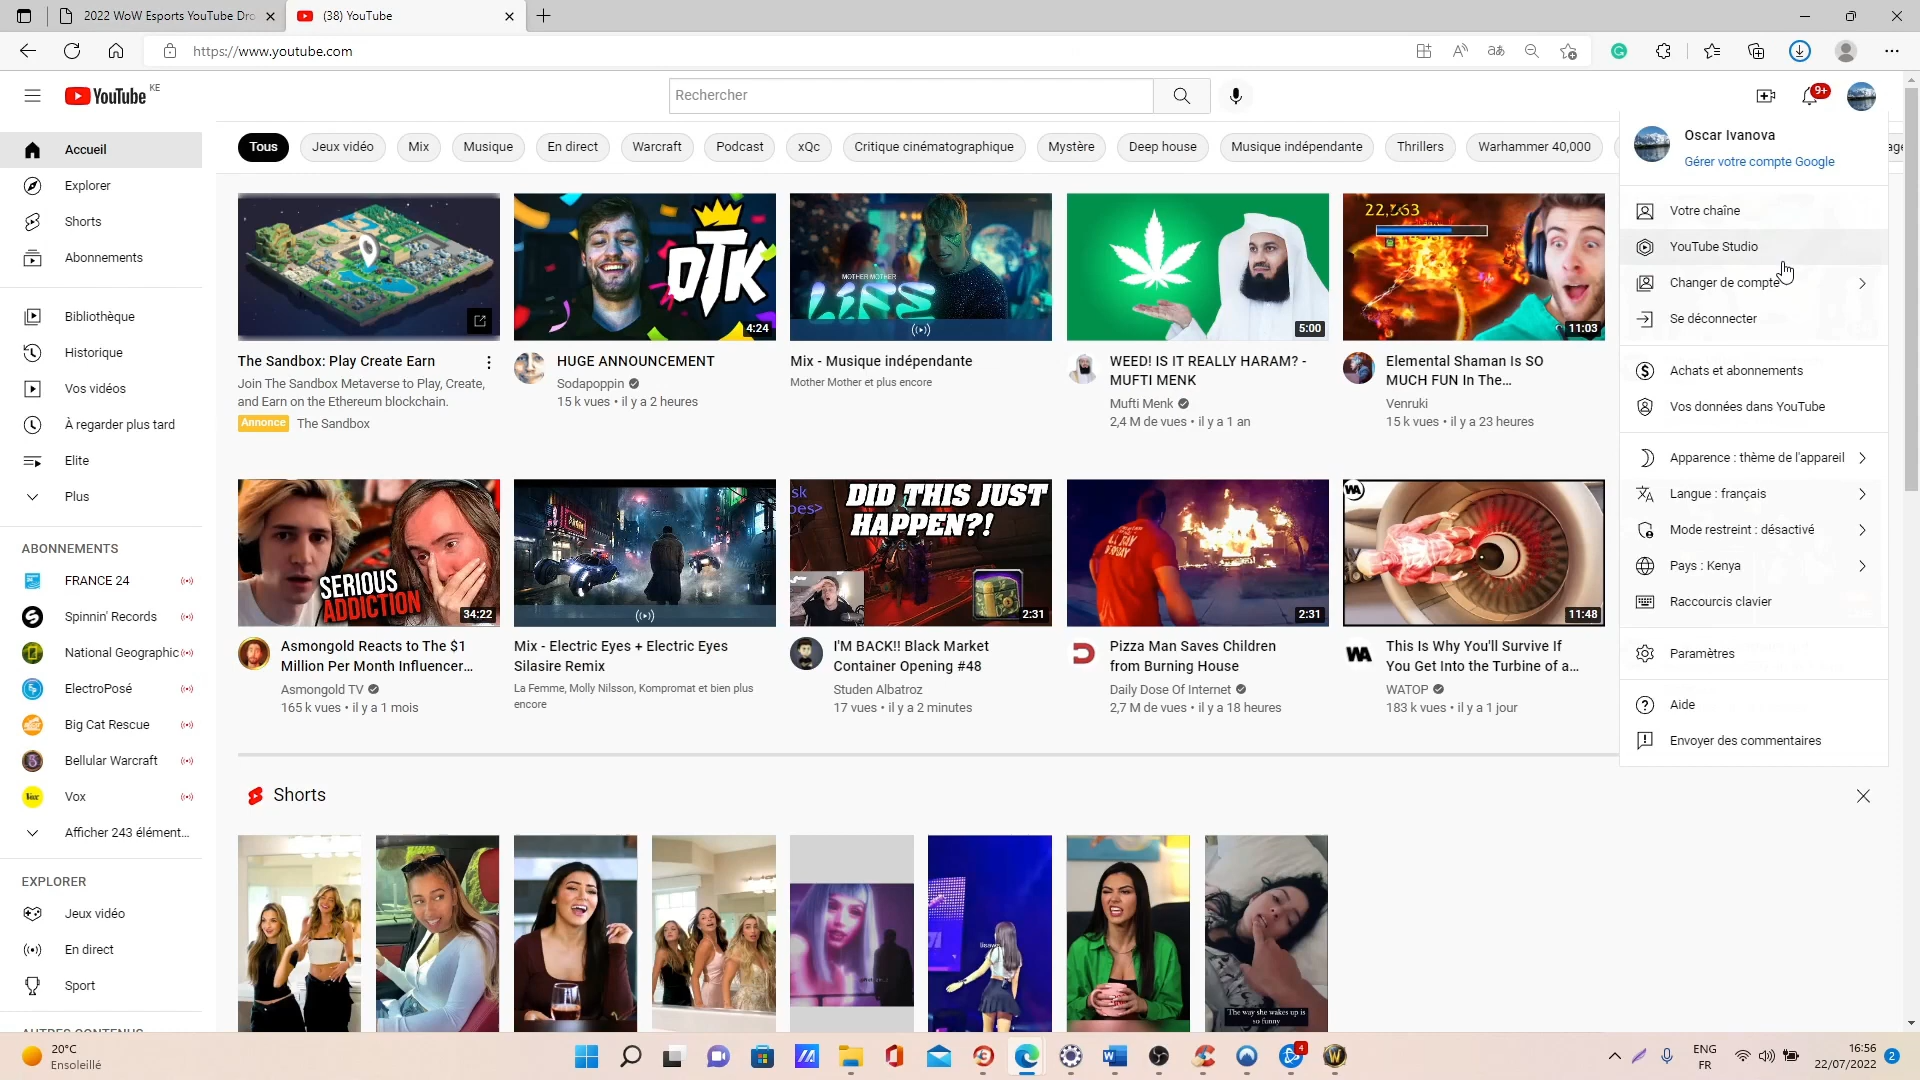 2022 WoW Esports YouTube Dro
(38) YouTube
https://www.youtube.com
YouTube KE
Rechercher
9+
Accueil
Explorer
Shorts
Abonnements
Bibliothèque
Historique
Vos vidéos
À regarder plus tard
Elite
Plus
ABONNEMENTS
FRANCE 24
Spinnin' Records
National Geographic
ElectroPosé
Big Cat Rescue
Bellular Warcraft
Vox
Afficher 243 élément...
EXPLORER
Jeux vidéo
En direct
Sport
Tous
Jeux vidéo
Mix
Musique
En direct
Warcraft
Podcast
xQc
Critique cinématographique
Mystère
Deep house
Musique indépendante
Thrillers
Warhammer 40,000
The Sandbox: Play Create Earn
Join The Sandbox Metaverse to Play, Create,
and Earn on the Ethereum blockchain.
Annonce The Sandbox
OTK
4:24
HUGE ANNOUNCEMENT
Sodapoppin
15 k vues • il y a 2 heures
MOTHER MOTHER
Mix - Musique indépendante
Mother Mother et plus encore
5:00
WEED! IS IT REALLY HARAM? -
MUFTI MENK
Mufti Menk
2,4 M de vues • il y a 1 an
11:03
Elemental Shaman Is SO
MUCH FUN In The...
Venruki
15 k vues • il y a 23 heures
SERIOUS
ADDICTION
34:22
Asmongold Reacts to The $1
Million Per Month Influencer...
Asmongold TV
165 k vues • il y a 1 mois
Mix - Electric Eyes + Electric Eyes
Silasire Remix
La Femme, Molly Nilsson, Kompromat et bien plus
encore
DID THIS JUST
HAPPEN?!
2:31
I'M BACK!! Black Market
Container Opening #48
Studen Albatroz
17 vues • il y a 2 minutes
2:31
Pizza Man Saves Children
from Burning House
Daily Dose Of Internet
2,7 M de vues • il y a 18 heures
WA
11:48
This Is Why You'll Survive If
You Get Into the Turbine of a...
WATOP
183 k vues • il y a 1 jour
Shorts
The way she wakes up is
so funny
Oscar Ivanova
Gérer votre compte Google
Votre chaîne
YouTube Studio
Changer de compte
Se déconnecter
Achats et abonnements
Vos données dans YouTube
Apparence : thème de l'appareil
Langue : français
Mode restreint : désactivé
Pays : Kenya
Raccourcis clavier
Paramètres
Aide
Envoyer des commentaires
20°C
Ensoleillé
4
ENG
FR
16:56
22/07/2022
2